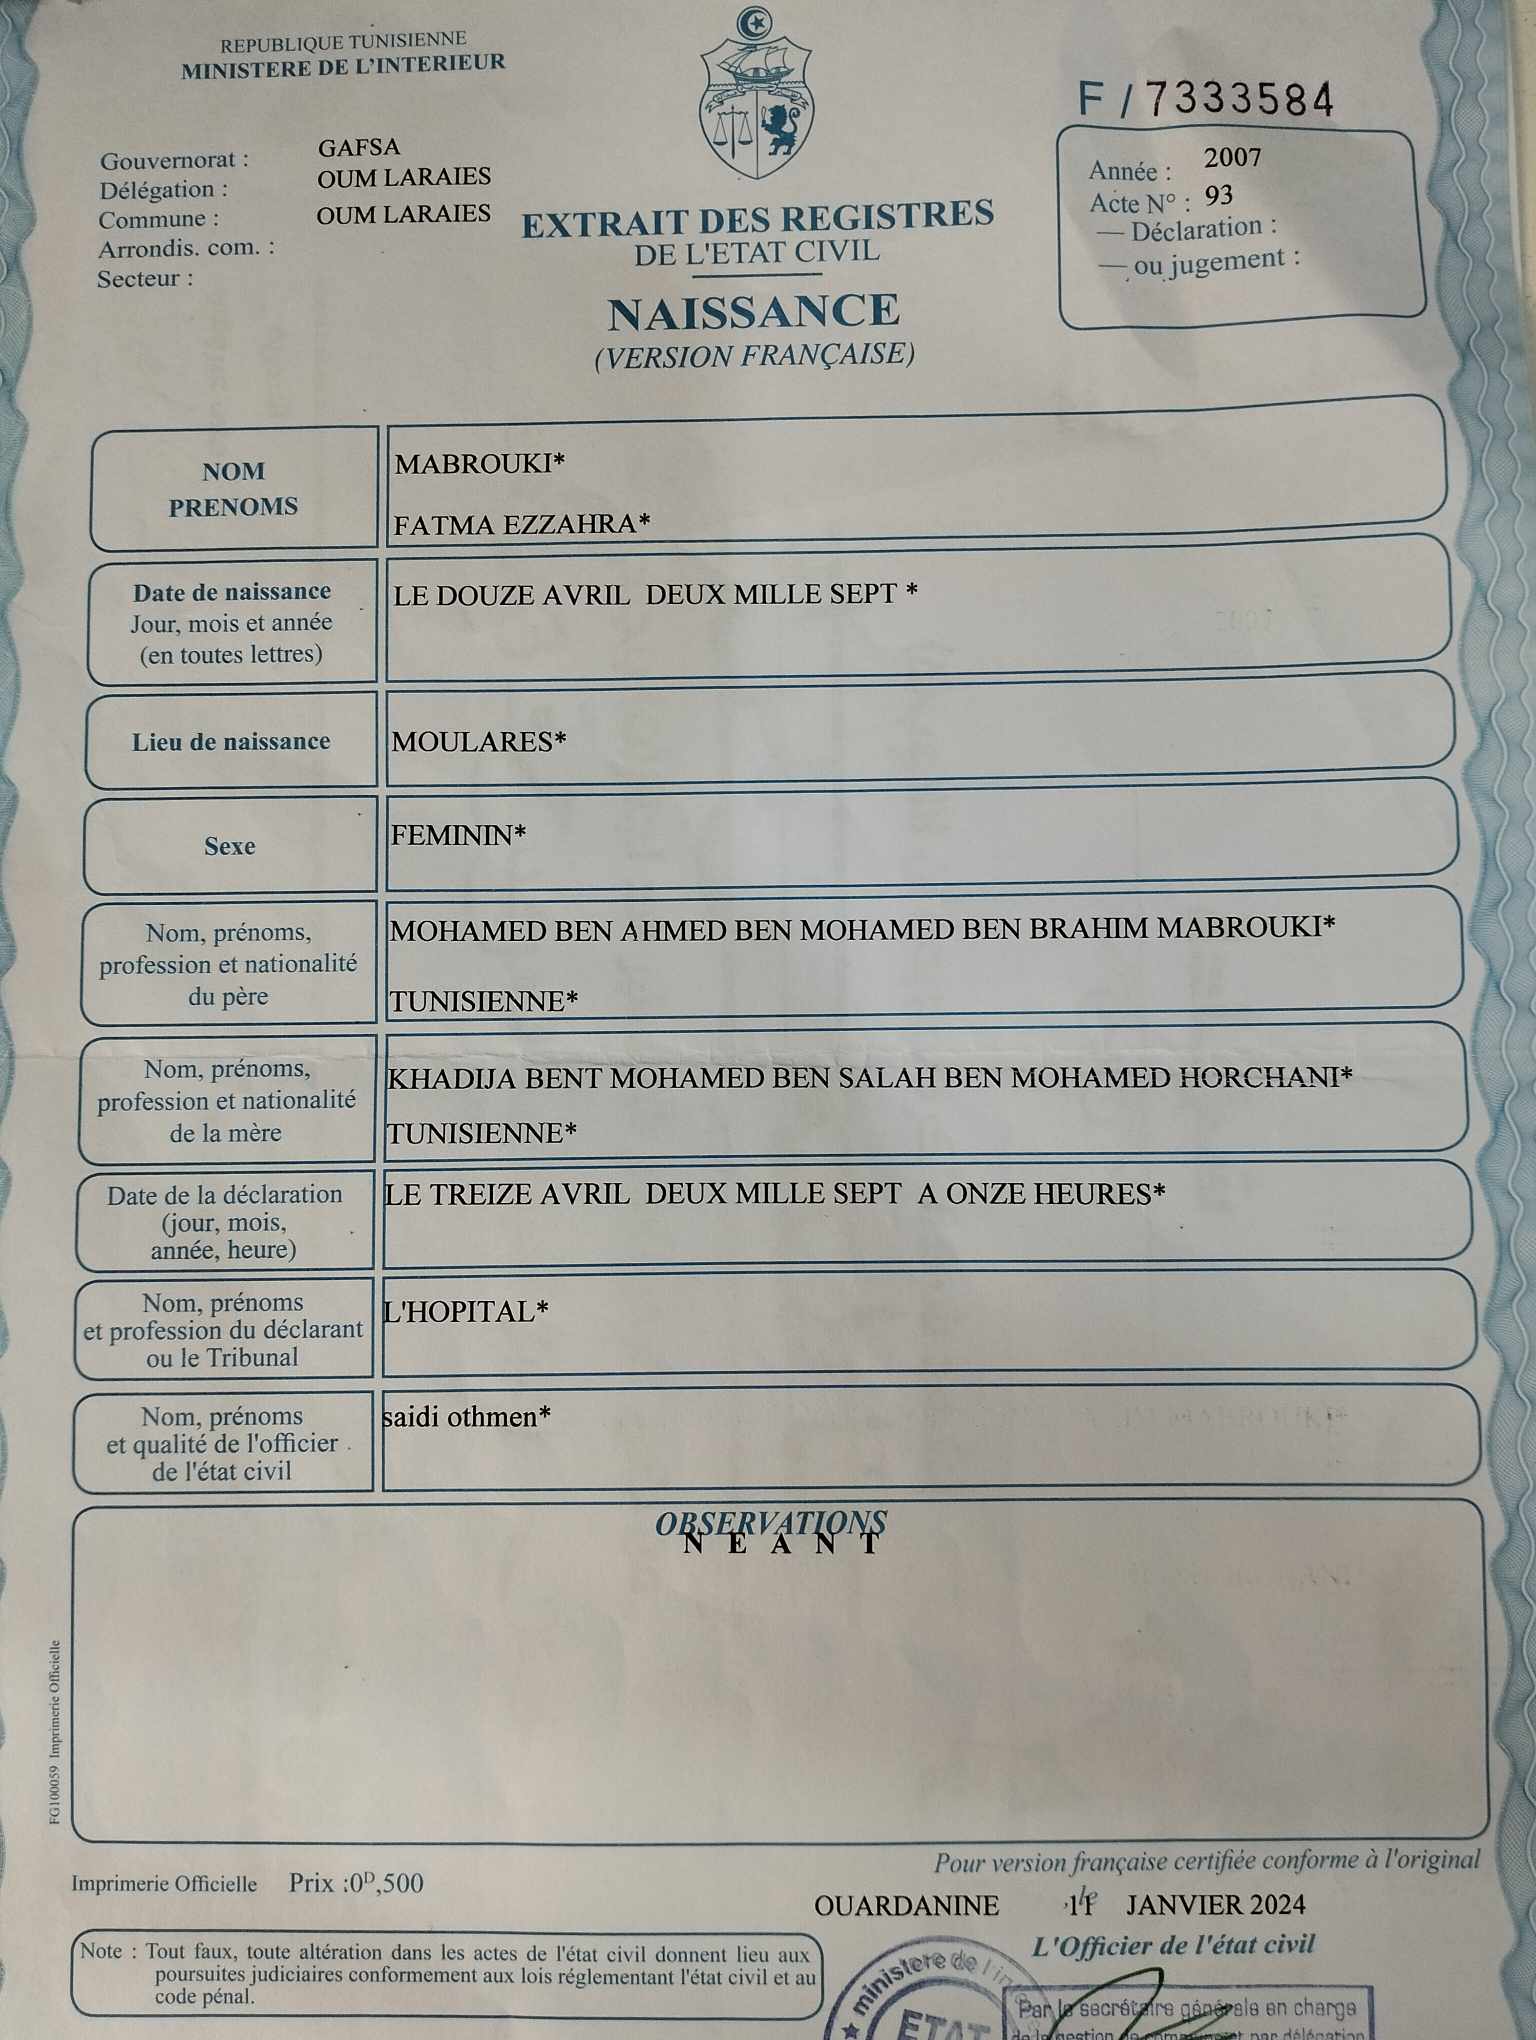 REPUBLIQUE TUNISIENNE
MINISTERE DE L'INTERIEUR
F / 7333584
Gouvernorat : GAFSA
Délégation : OUM LARAIES
Commune : OUM LARAIES
Arrondis. com. :
Secteur :
EXTRAIT DES REGISTRES
DE L'ETAT CIVIL
NAISSANCE
(VERSION FRANÇAISE)
Année : 2007
Acte N° : 93
— Déclaration :
— ou jugement :
NOM
PRENOMS
MABROUKI*
FATMA EZZAHRA*
Date de naissance
Jour, mois et année
(en toutes lettres)
LE DOUZE AVRIL DEUX MILLE SEPT *
Lieu de naissance
MOULARES*
Sexe
FEMININ*
Nom, prénoms,
profession et nationalité
du père
MOHAMED BEN AHMED BEN MOHAMED BEN BRAHIM MABROUKI*
TUNISIENNE*
Nom, prénoms,
profession et nationalité
de la mère
KHADIJA BENT MOHAMED BEN SALAH BEN MOHAMED HORCHANI*
TUNISIENNE*
Date de la déclaration
(jour, mois,
année, heure)
LE TREIZE AVRIL DEUX MILLE SEPT A ONZE HEURES*
Nom, prénoms
et profession du déclarant
ou le Tribunal
L'HOPITAL*
Nom, prénoms
et qualité de l'officier
de l'état civil
saidi othmen*
OBSERVATIONS
N E A N T
FG100059 Imprimerie Officielle
Imprimerie Officielle Prix :0D,500
Pour version française certifiée conforme à l'original
OUARDANINE le 11 JANVIER 2024
L'Officier de l'état civil
Note : Tout faux, toute altération dans les actes de l'état civil donnent lieu aux
poursuites judiciaires conformement aux lois réglementant l'état civil et au
code pénal.
★ ministere de l'in
ETAT
Par le secrétaire générale en charge
de la gestion de par délégation